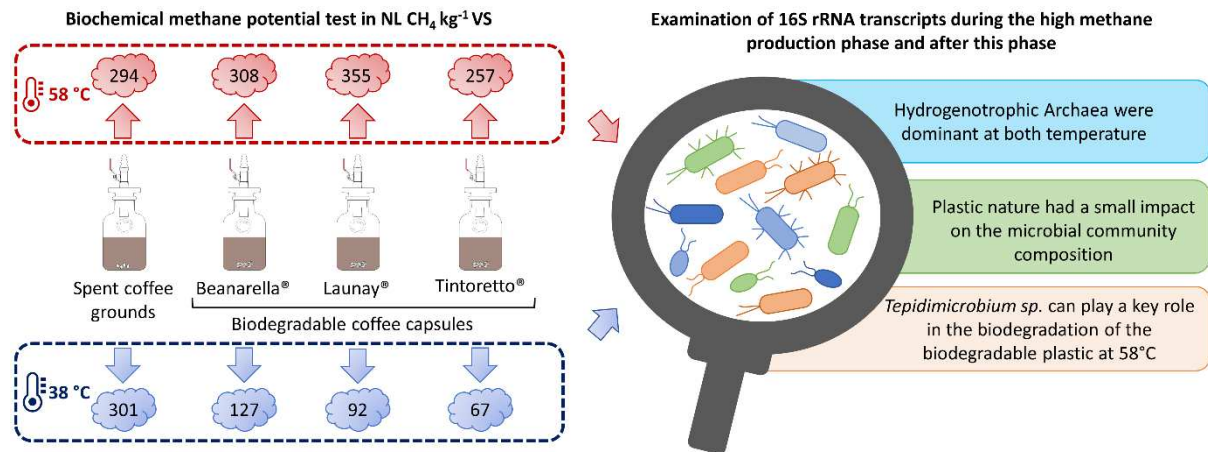 Biochemical methane potential test in NL CH₄ kg⁻¹ VS
58 °C
294
308
355
257
Spent coffee
grounds
Beanarella®
Launay®
Tintoretto®
Biodegradable coffee capsules
38 °C
301
127
92
67
Examination of 16S rRNA transcripts during the high methane
production phase and after this phase
Hydrogenotrophic Archaea were
dominant at both temperature
Plastic nature had a small impact
on the microbial community
composition
Tepidimicrobium sp. can play a key role
in the biodegradation of the
biodegradable plastic at 58°C